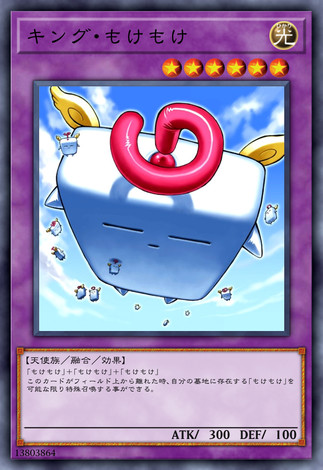 キング・もけもけ
光
【天使族／融合／効果】
「もけもけ」+「もけもけ」+「もけもけ」
このカードがフィールド上から離れた時、自分の墓地に存在する「もけもけ」を
可能な限り特殊召喚する事ができる。
ATK/ 300 DEF/ 100
13803864